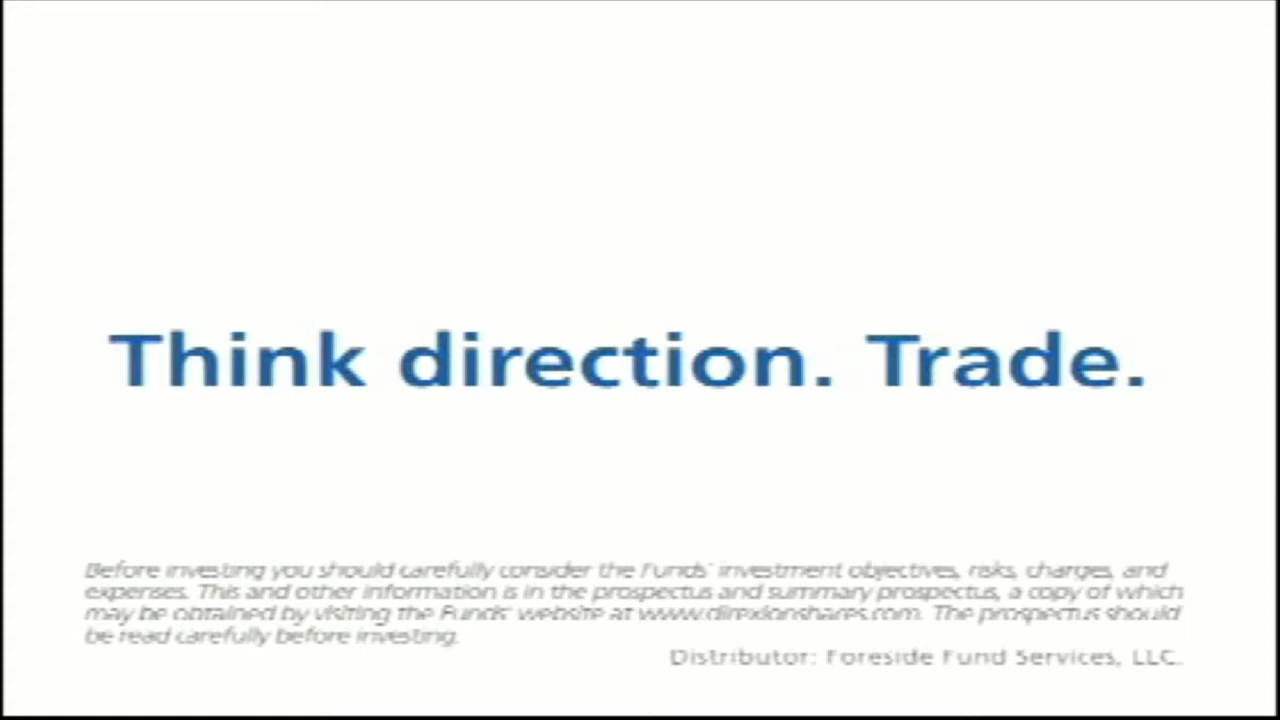 Think direction. Trade.
Before investing you should carefully consider the Funds' investment objectives, risks, charges, and
expenses. This and other information is in the prospectus and summary prospectus, a copy of which
may be obtained by visiting the Funds' website at www.direxionshares.com. The prospectus should
be read carefully before investing.
Distributor: Foreside Fund Services, LLC.